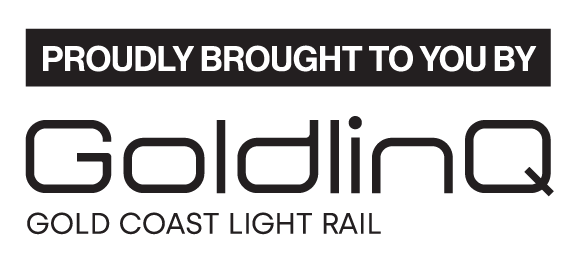 PROUDLY BROUGHT TO YOU BY
GoldlinQ
GOLD COAST LIGHT RAIL